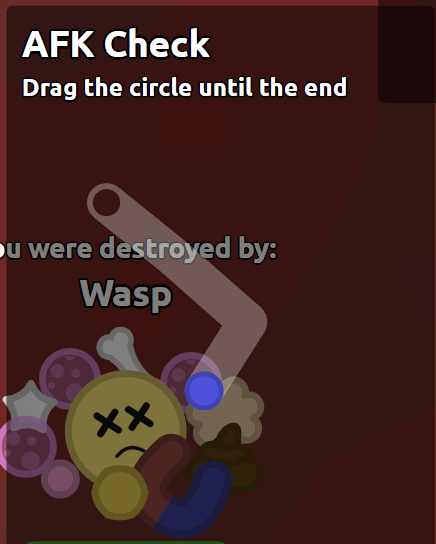 AFK Check
Drag the circle until the end
ou were destroyed by:
Wasp